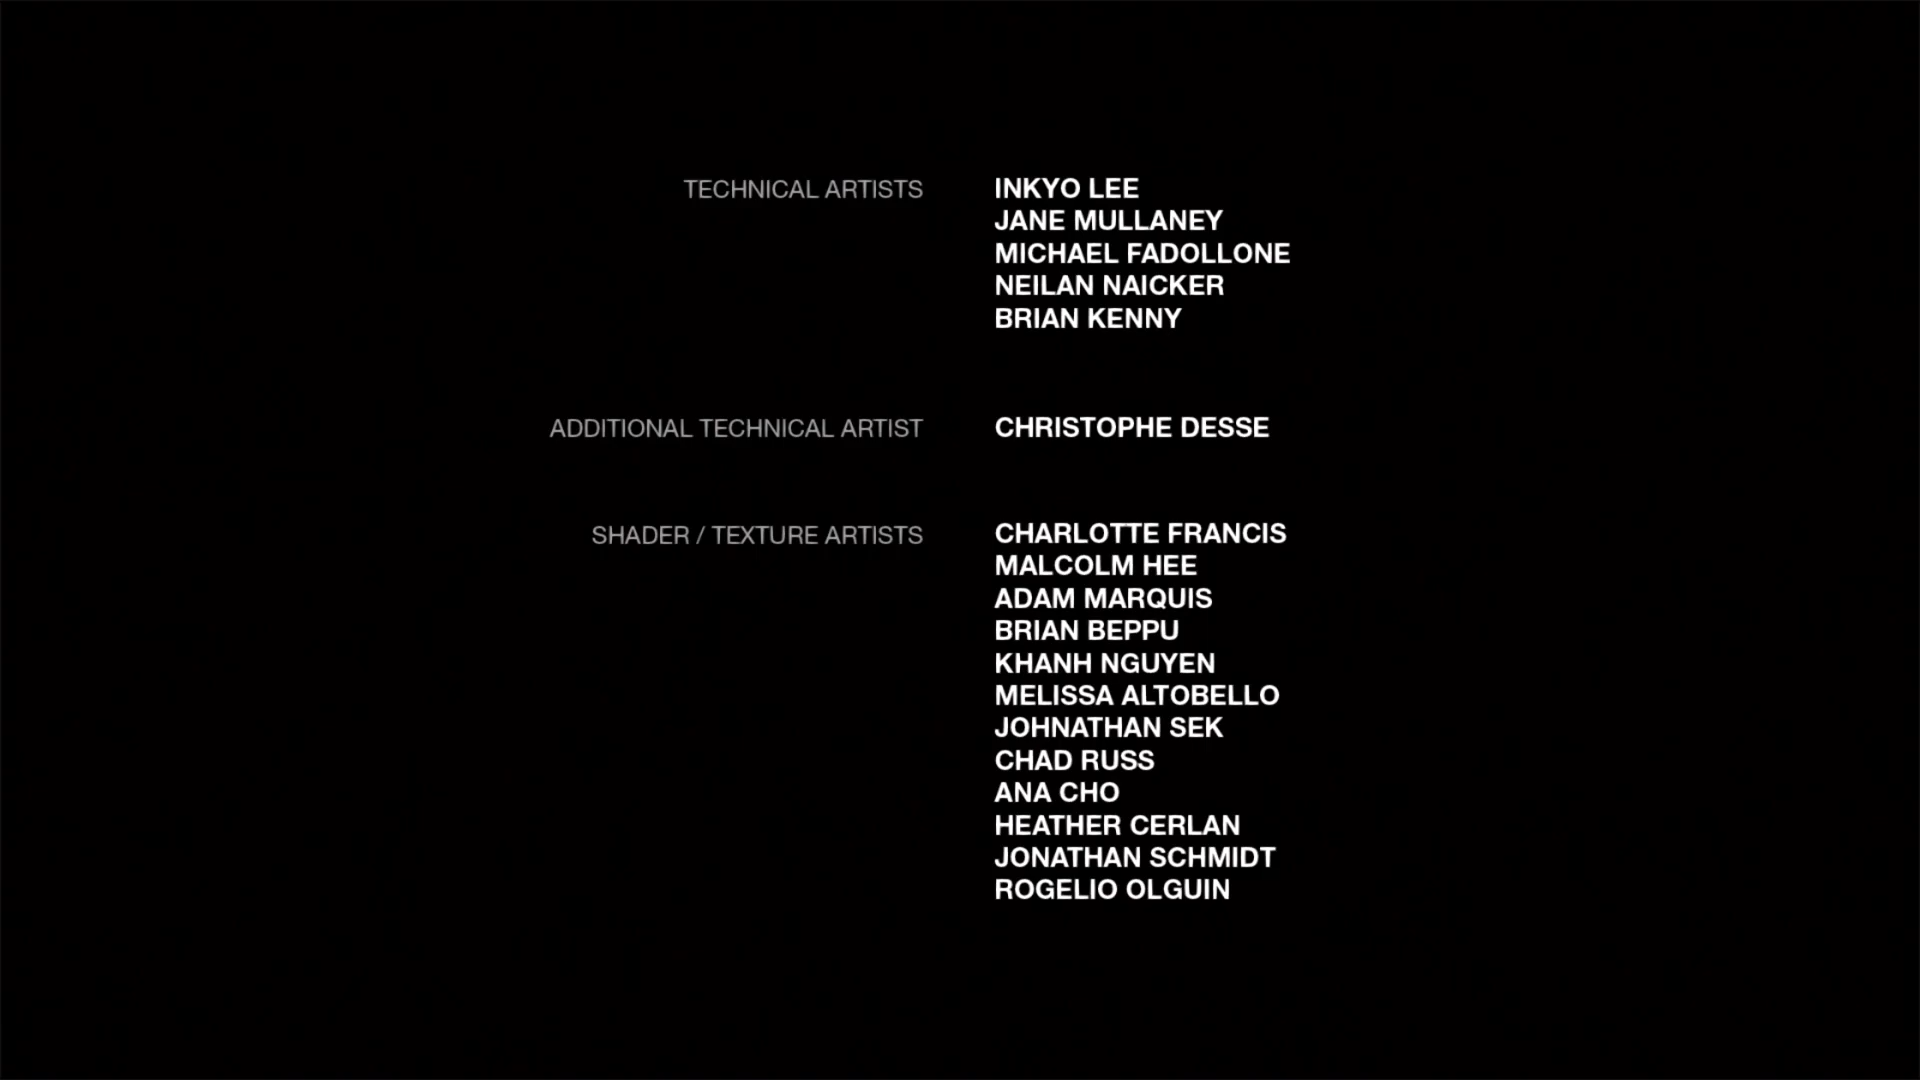 TECHNICAL ARTISTS INKYO LEE
JANE MULLANEY
MICHAEL FADOLLONE
NEILAN NAICKER
BRIAN KENNY
ADDITIONAL TECHNICAL ARTIST CHRISTOPHE DESSE
SHADER / TEXTURE ARTISTS CHARLOTTE FRANCIS
MALCOLM HEE
ADAM MARQUIS
BRIAN BEPPU
KHANH NGUYEN
MELISSA ALTOBELLO
JOHNATHAN SEK
CHAD RUSS
ANA CHO
HEATHER CERLAN
JONATHAN SCHMIDT
ROGELIO OLGUIN